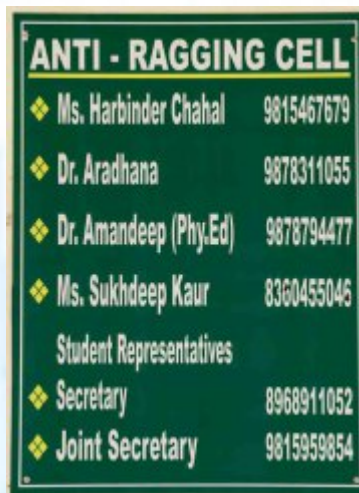 ANTI - RAGGING CELL
Ms. Harbinder Chahal 9815467679
Dr. Aradhana 9878311055
Dr. Amandeep (Phy.Ed) 9878794477
Ms. Sukhdeep Kaur 8360455046
Student Representatives
Secretary 8968911052
Joint Secretary 9815959854